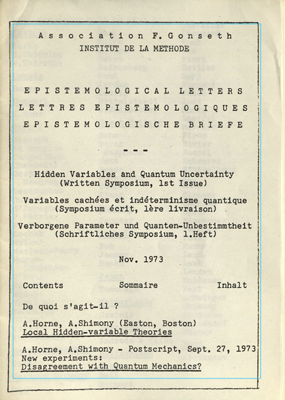 Association F. Gonseth
INSTITUT DE LA METHODE
EPISTEMOLOGICAL LETTERS
LETTRES EPISTEMOLOGIQUES
EPISTEMOLOGISCHE BRIEFE
---
Hidden Variables and Quantum Uncertainty
(Written Symposium, 1st Issue)
Variables cachées et indéterminisme quantique
(Symposium écrit, 1ère livraison)
Verborgene Parameter und Quanten-Unbestimmtheit
(Schriftliches Symposium, 1.Heft)
Nov. 1973
Contents Sommaire Inhalt
De quoi s'agit-il ?
A.Horne, A.Shimony (Easton, Boston)
Local Hidden-variable Theories
A.Horne, A.Shimony - Postscript, Sept. 27, 1973
New experiments:
Disagreement with Quantum Mechanics?